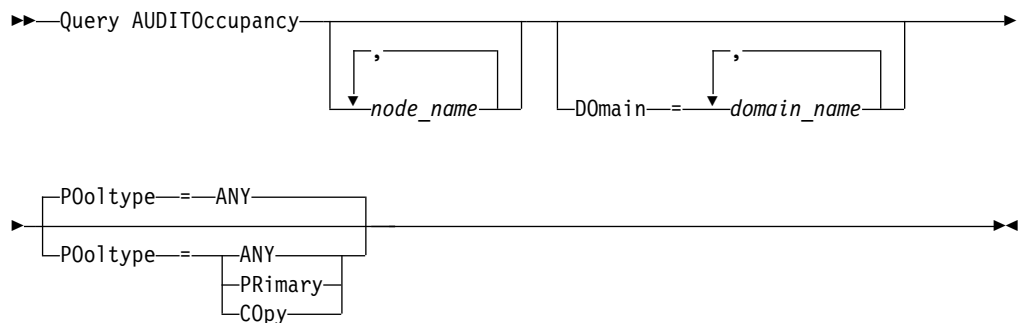 Query AUDITOccupancy
, ,
node_name DOmain = domain_name
POoltype = ANY
POoltype = ANY
PRimary
COpy